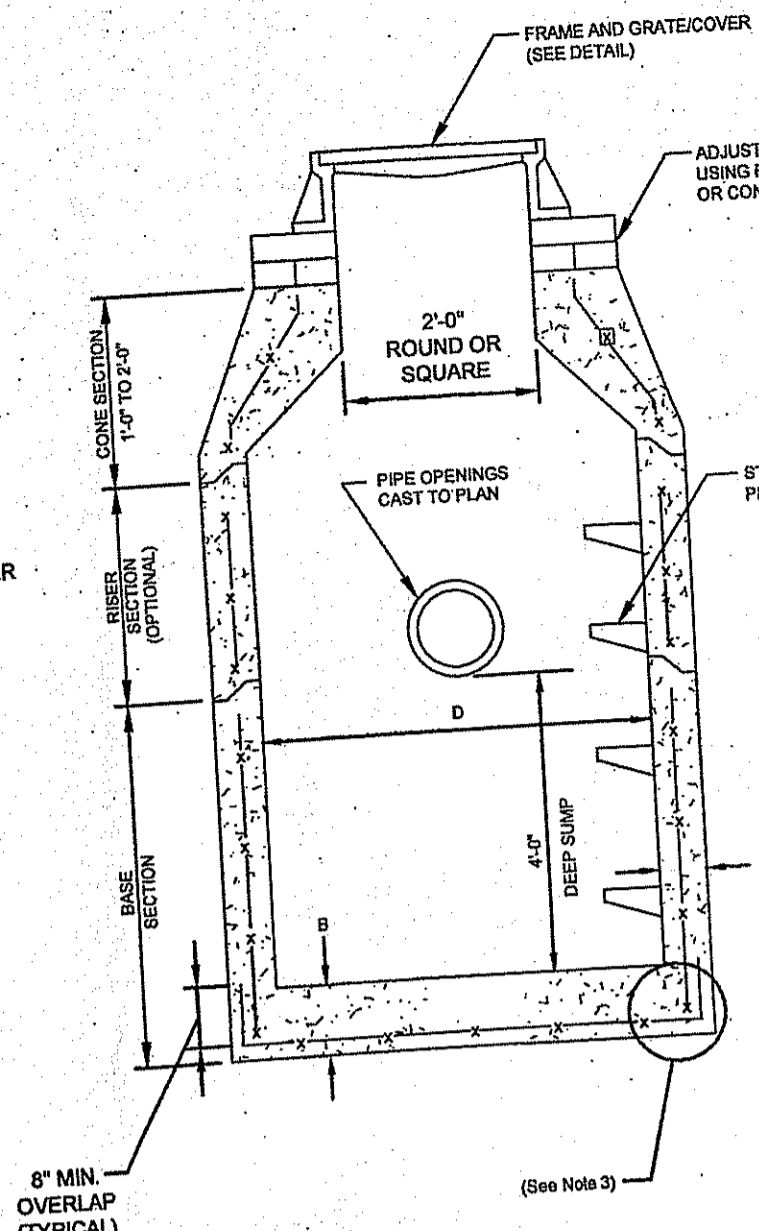 FRAME AND GRATE/COVER
(SEE DETAIL)
ADJUST
USING
OR
CONE SECTION
1'-0" TO 2'-0"
2'-0"
ROUND OR
SQUARE
PIPE OPENINGS
CAST TO PLAN
RISER
SECTION
(OPTIONAL)
D
BASE
SECTION
4'-0"
DEEP SUMP
B
8" MIN.
OVERLAP
(TYPICAL)
(See Note 3)